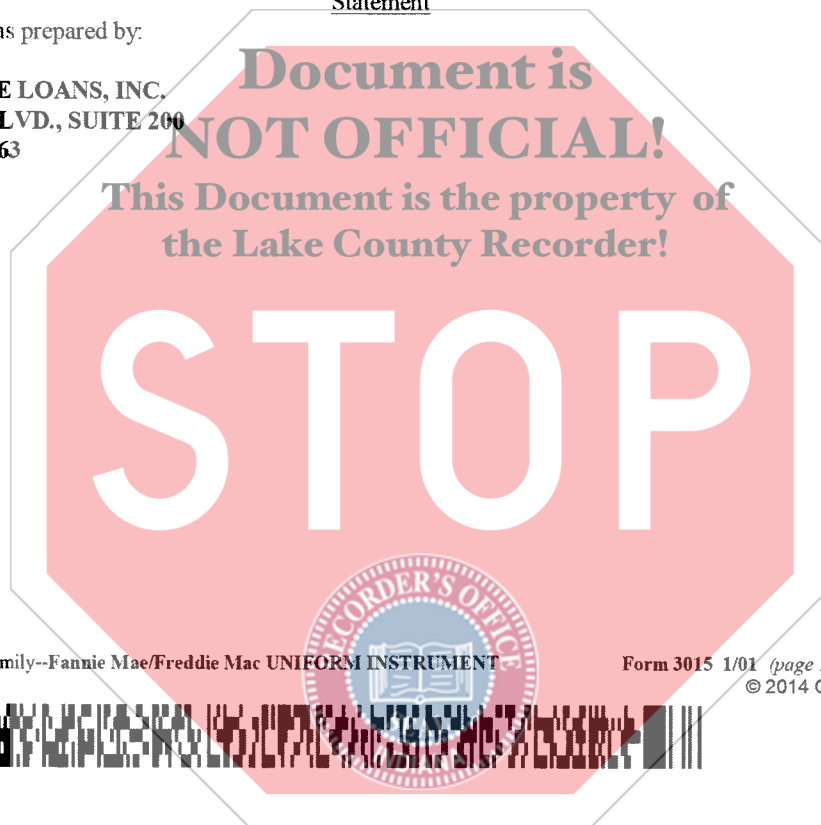 Statement
as prepared by:
E LOANS, INC.
LVD., SUITE 200
63
Document is
NOT OFFICIAL!
This Document is the property of
the Lake County Recorder!
STOP
RECORDER'S OFFICE
SEAL
INDIANA
mily--Fannie Mae/Freddie Mac UNIFORM INSTRUMENT
Form 3015 1/01 (page
© 2014